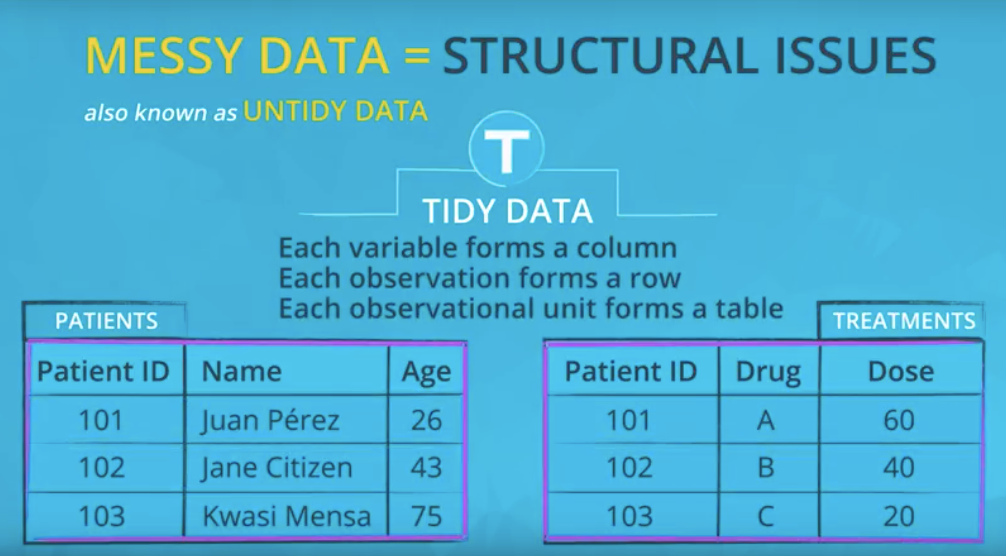 MESSY DATA = STRUCTURAL ISSUES
also known as UNTIDY DATA
T
TIDY DATA
Each variable forms a column
Each observation forms a row
Each observational unit forms a table
PATIENTS
Patient ID Name Age
101 Juan Pérez 26
102 Jane Citizen 43
103 Kwasi Mensa 75
TREATMENTS
Patient ID Drug Dose
101 A 60
102 B 40
103 C 20